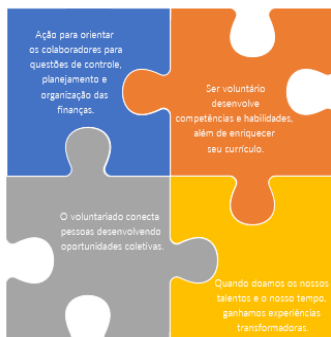 Ação para orientar
os colaboradores para
questões de controle,
planejamento e
organização das
finanças.
Ser voluntário
desenvolve
competências e habilidades,
além de enriquecer
seu currículo.
O voluntariado conecta
pessoas desenvolvendo
oportunidades coletivas.
Quando doamos os nossos
talentos e o nosso tempo,
ganhamos experiências
transformadoras.